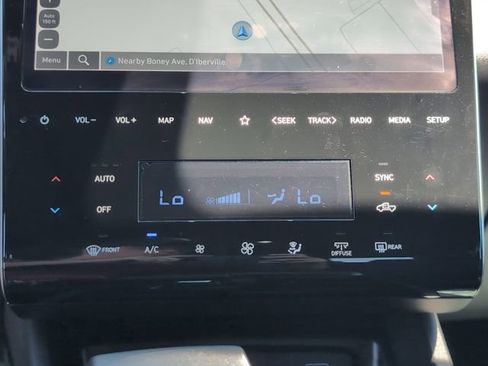 Auto
150 ft
Menu
Nearby Boney Ave, D'Iberville
VOL− VOL+ MAP NAV <SEEK TRACK> RADIO MEDIA SETUP
AUTO SYNC
Lo Lo
OFF
FRONT A/C DIFFUSE REAR